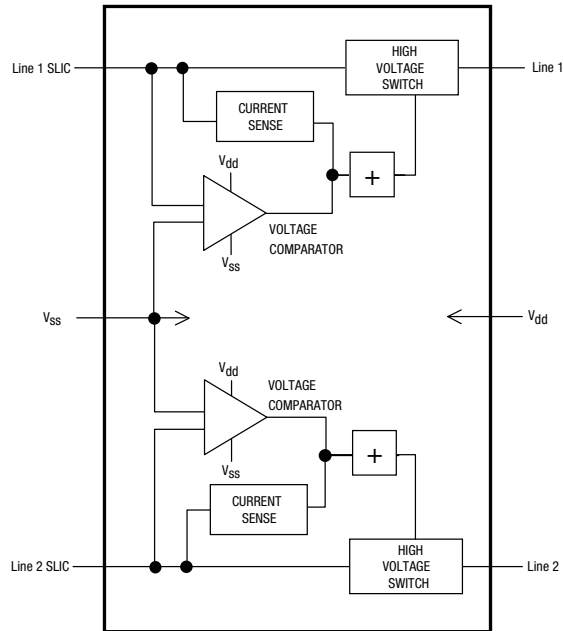 HIGH
VOLTAGE
SWITCH
Line 1 SLIC
Line 1
CURRENT
SENSE
Vdd
+
VOLTAGE
COMPARATOR
Vss
Vss
Vdd
Vdd
VOLTAGE
COMPARATOR
+
Vss
CURRENT
SENSE
HIGH
VOLTAGE
SWITCH
Line 2 SLIC
Line 2